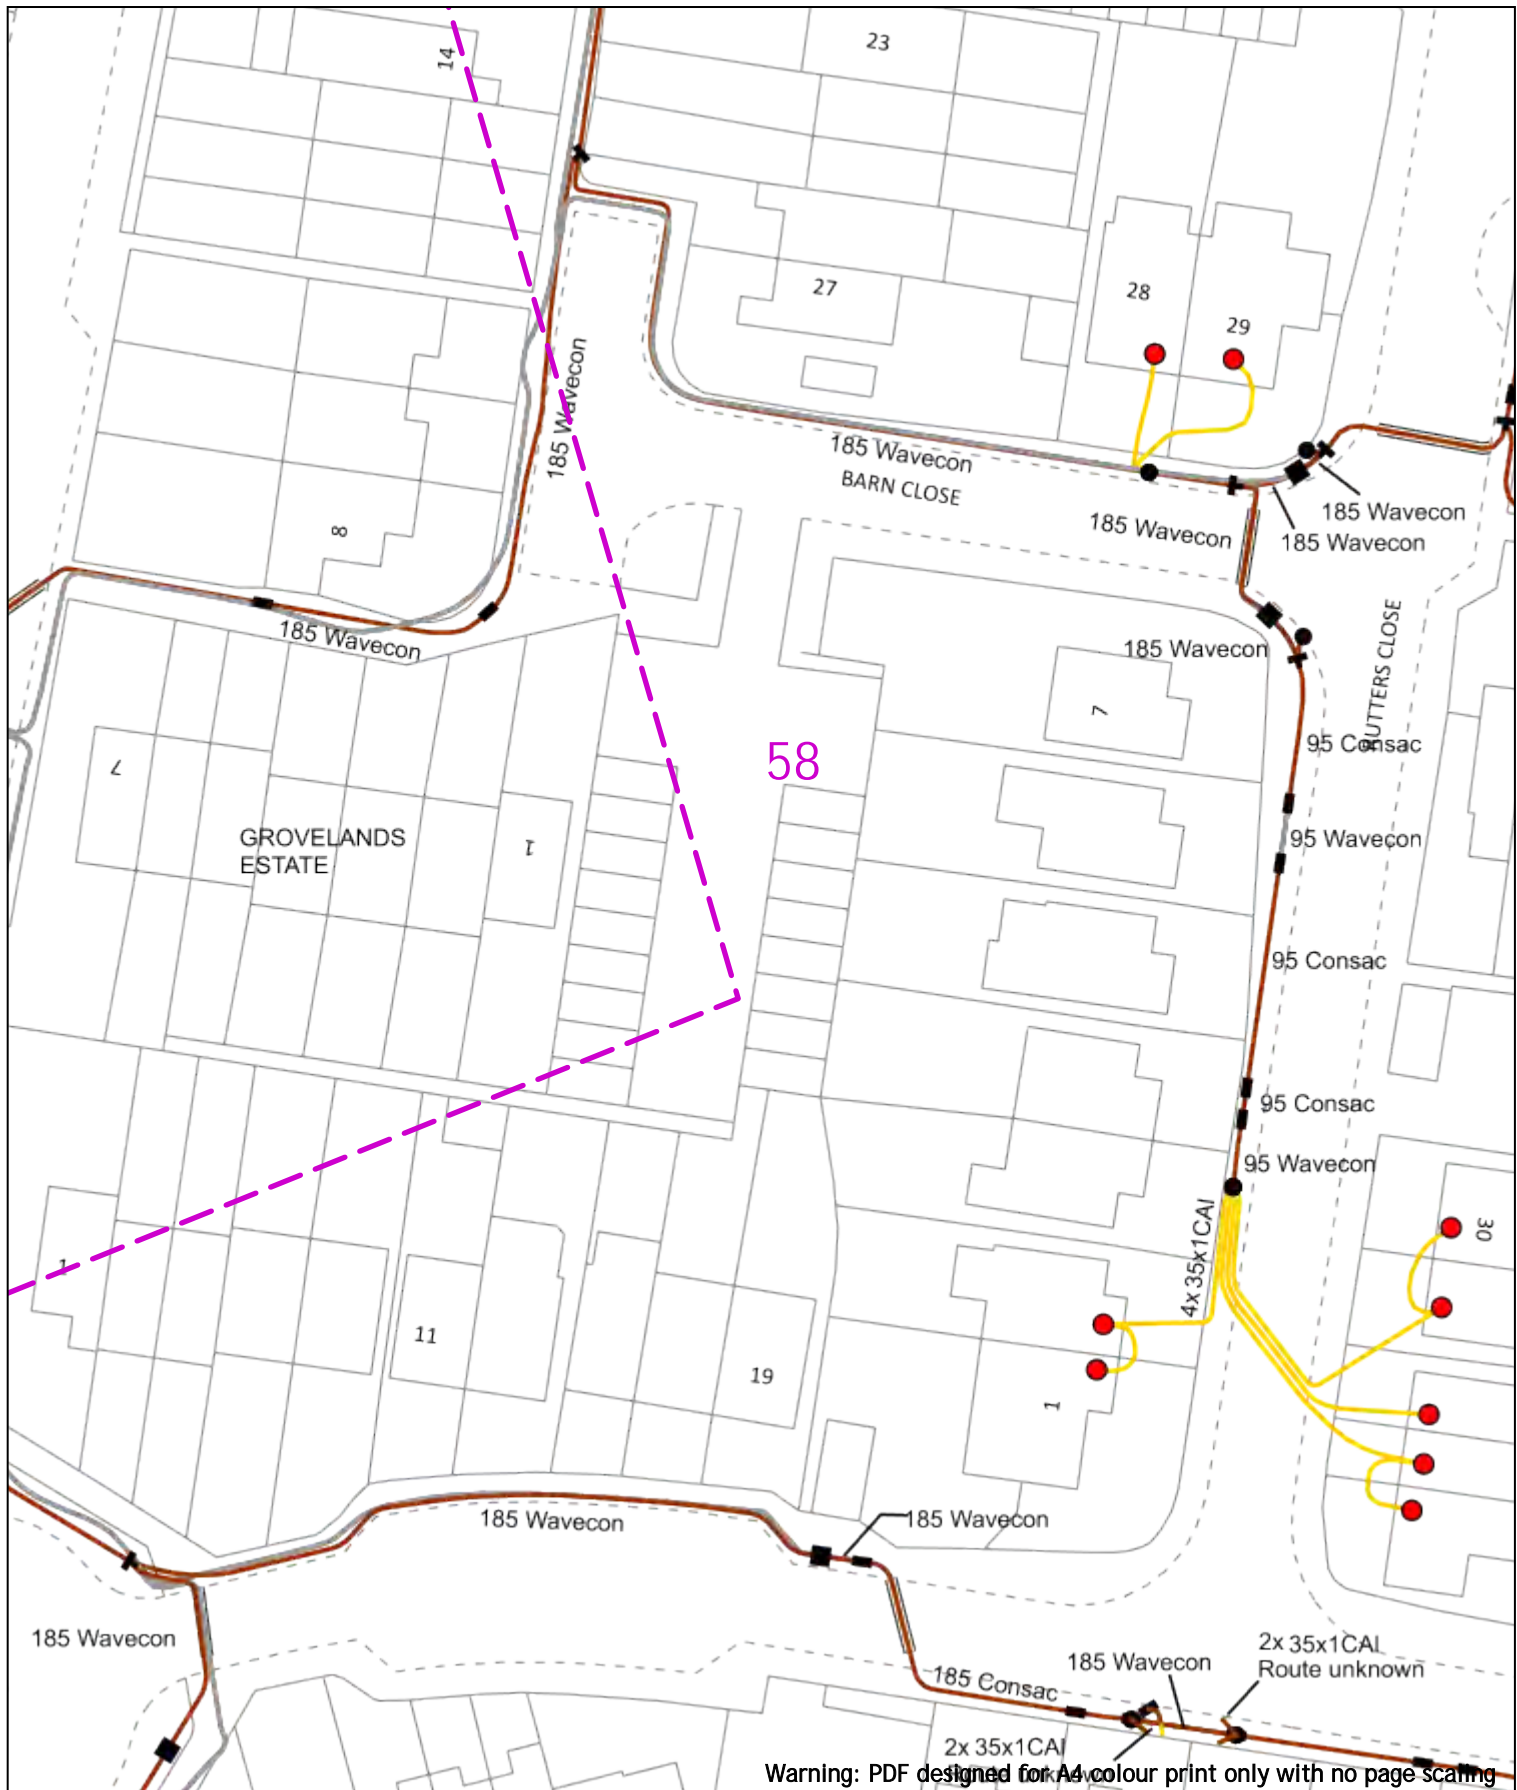 14
23
27
28
29
185 Wavecon
185 Wavecon
BARN CLOSE
185 Wavecon
185 Wavecon
185 Wavecon
8
185 Wavecon
185 Wavecon
RUTTERS CLOSE
7
95 Consac
58
7
GROVELANDS
ESTATE
1
95 Wavecon
95 Consac
95 Consac
95 Wavecon
4x 35x1CAI
30
1
11
19
1
185 Wavecon
185 Wavecon
185 Wavecon
2x 35x1CAI
Route unknown
185 Wavecon
185 Consac
2x 35x1CAI
Warning: PDF designed for A4 colour print only with no page scaling